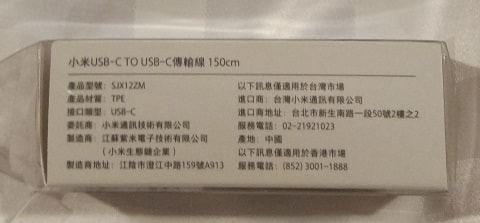 小米USB-C TO USB-C傳輸線 150cm
產品型號：SJX12ZM
產品材質：TPE
接口類型：USB-C
委託商：小米通訊技術有限公司
製造商：江蘇紫米電子技術有限公司
（小米生態鏈企業）
製造商地址：江陰市澄江中路159號A913
以下訊息僅適用於台灣市場
進口商：台灣小米通訊有限公司
進口商地址：台北市新生南路一段50號2樓之2
服務電話：02-21921023
產地：中國
以下訊息僅適用於香港市場
服務電話：(852) 3001-1888